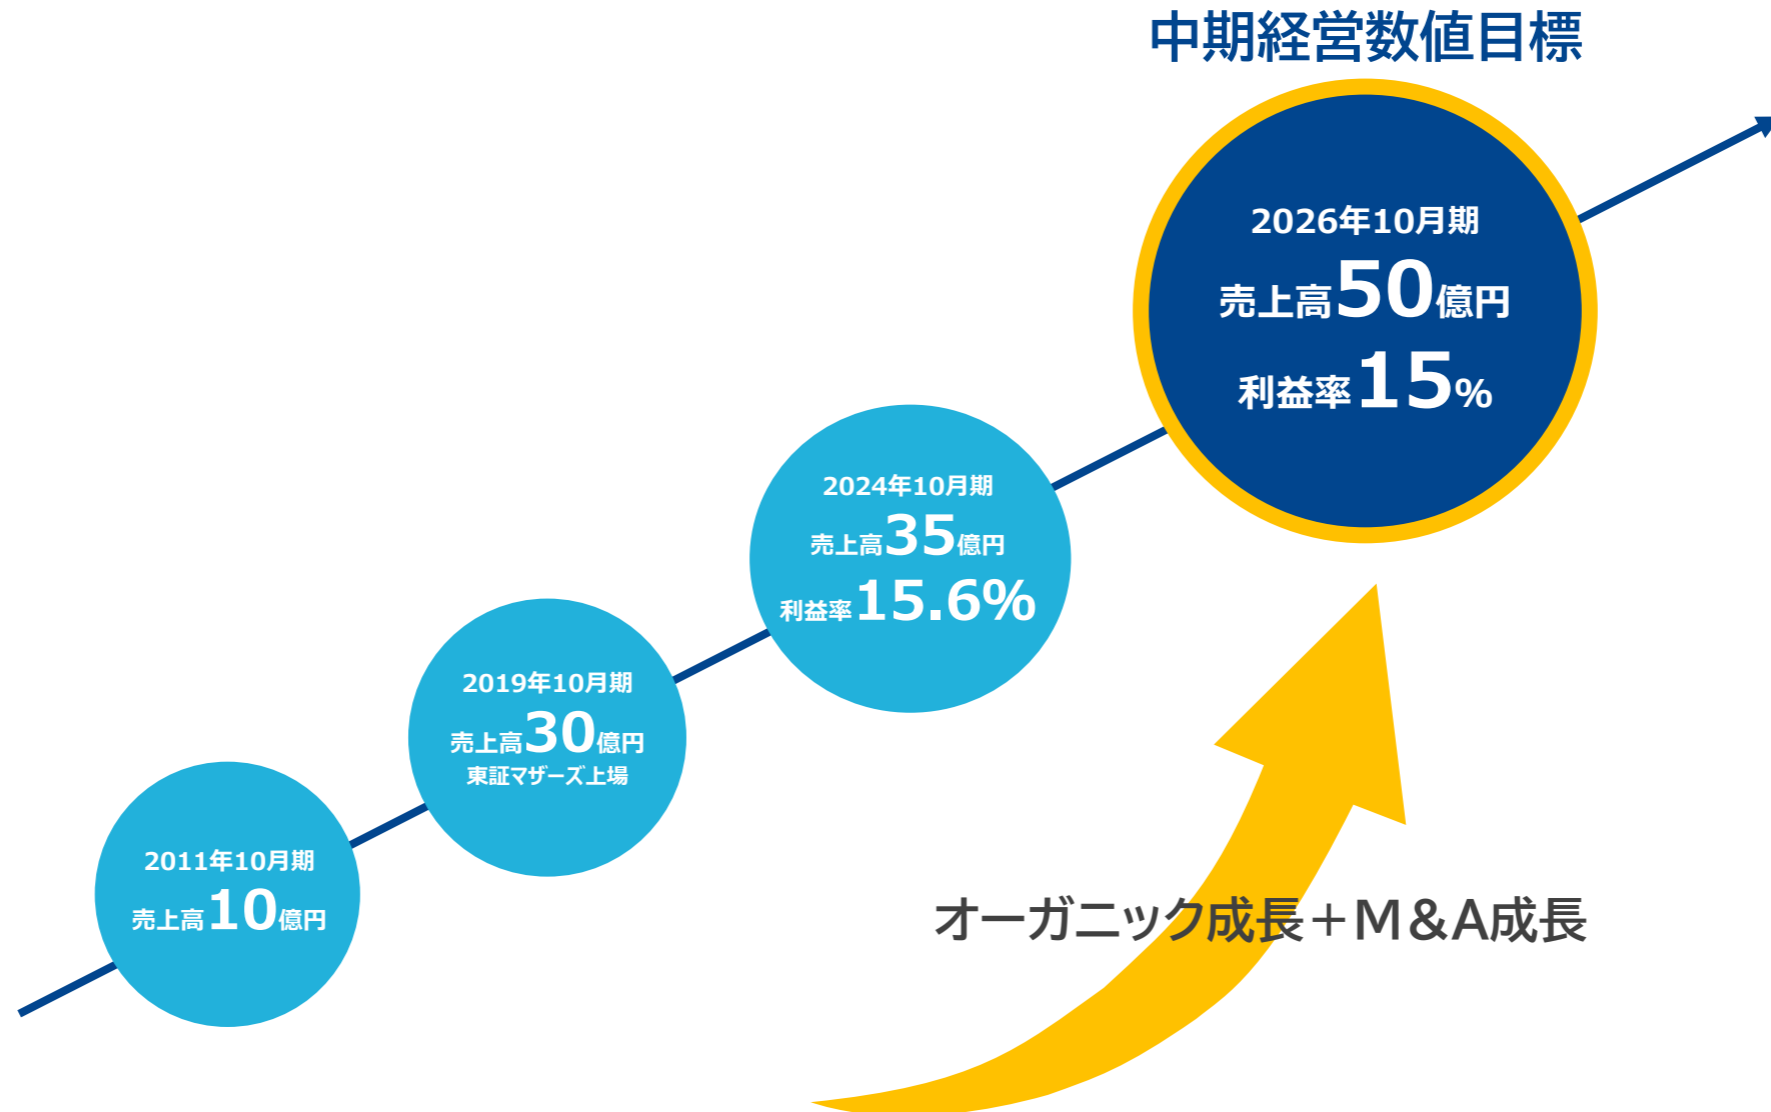 中期経営数値目標
2026年10月期
売上高50億円
利益率15%
2024年10月期
売上高35億円
利益率15.6%
2019年10月期
売上高30億円
東証マザーズ上場
2011年10月期
売上高10億円
オーガニック成長＋M＆A成長